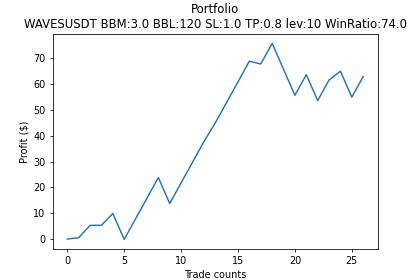 Portfolio
WAVESUSDT BBM:3.0 BBL:120 SL:1.0 TP:0.8 lev:10 WinRatio:74.0
Profit ($)
70
60
50
40
30
20
10
0
0 5 10 15 20 25
Trade counts